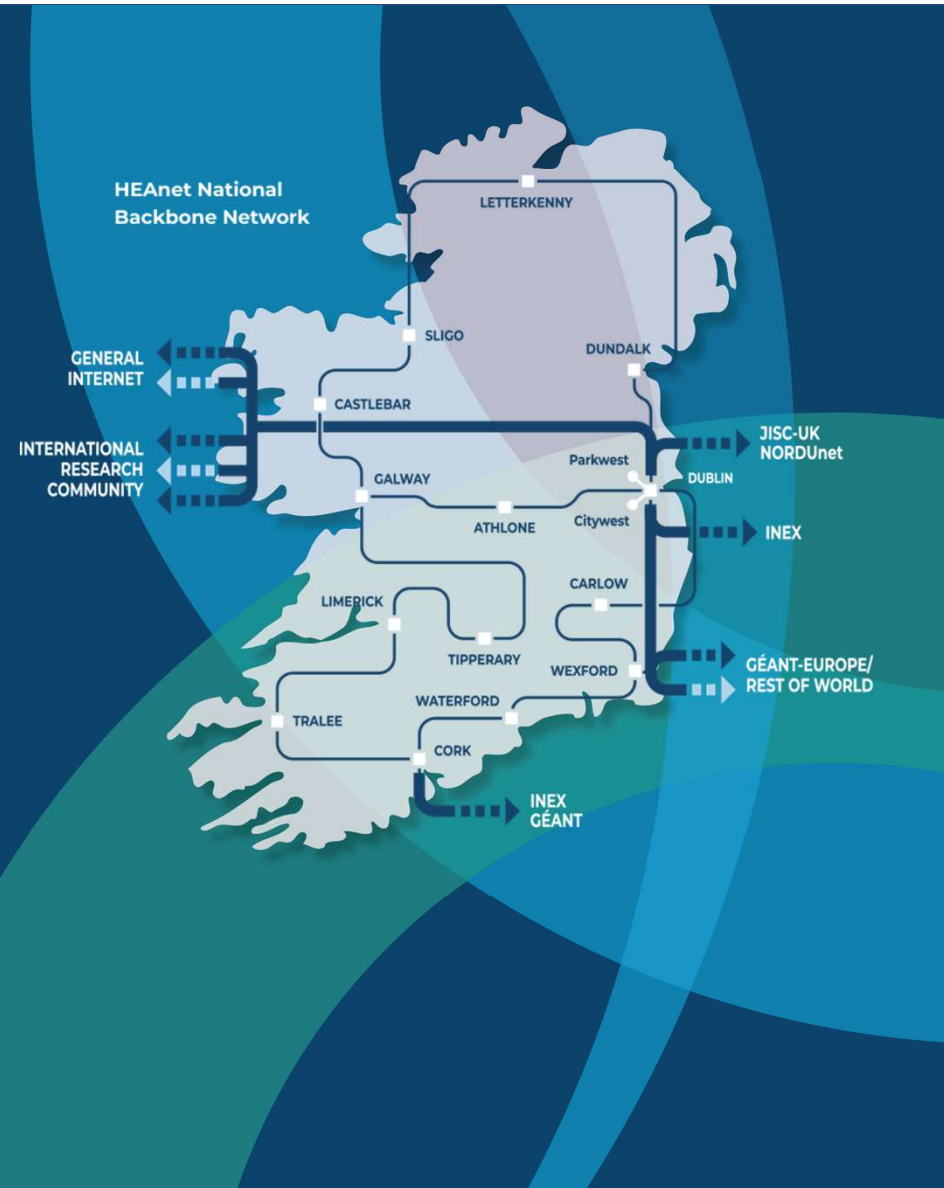 HEAnet National
Backbone Network
LETTERKENNY
SLIGO
DUNDALK
GENERAL
INTERNET
CASTLEBAR
INTERNATIONAL
RESEARCH
COMMUNITY
JISC-UK
NORDUnet
Parkwest
DUBLIN
GALWAY
ATHLONE
Citywest
INEX
CARLOW
LIMERICK
TIPPERARY
WEXFORD
GÉANT-EUROPE/
REST OF WORLD
WATERFORD
TRALEE
CORK
INEX
GÉANT